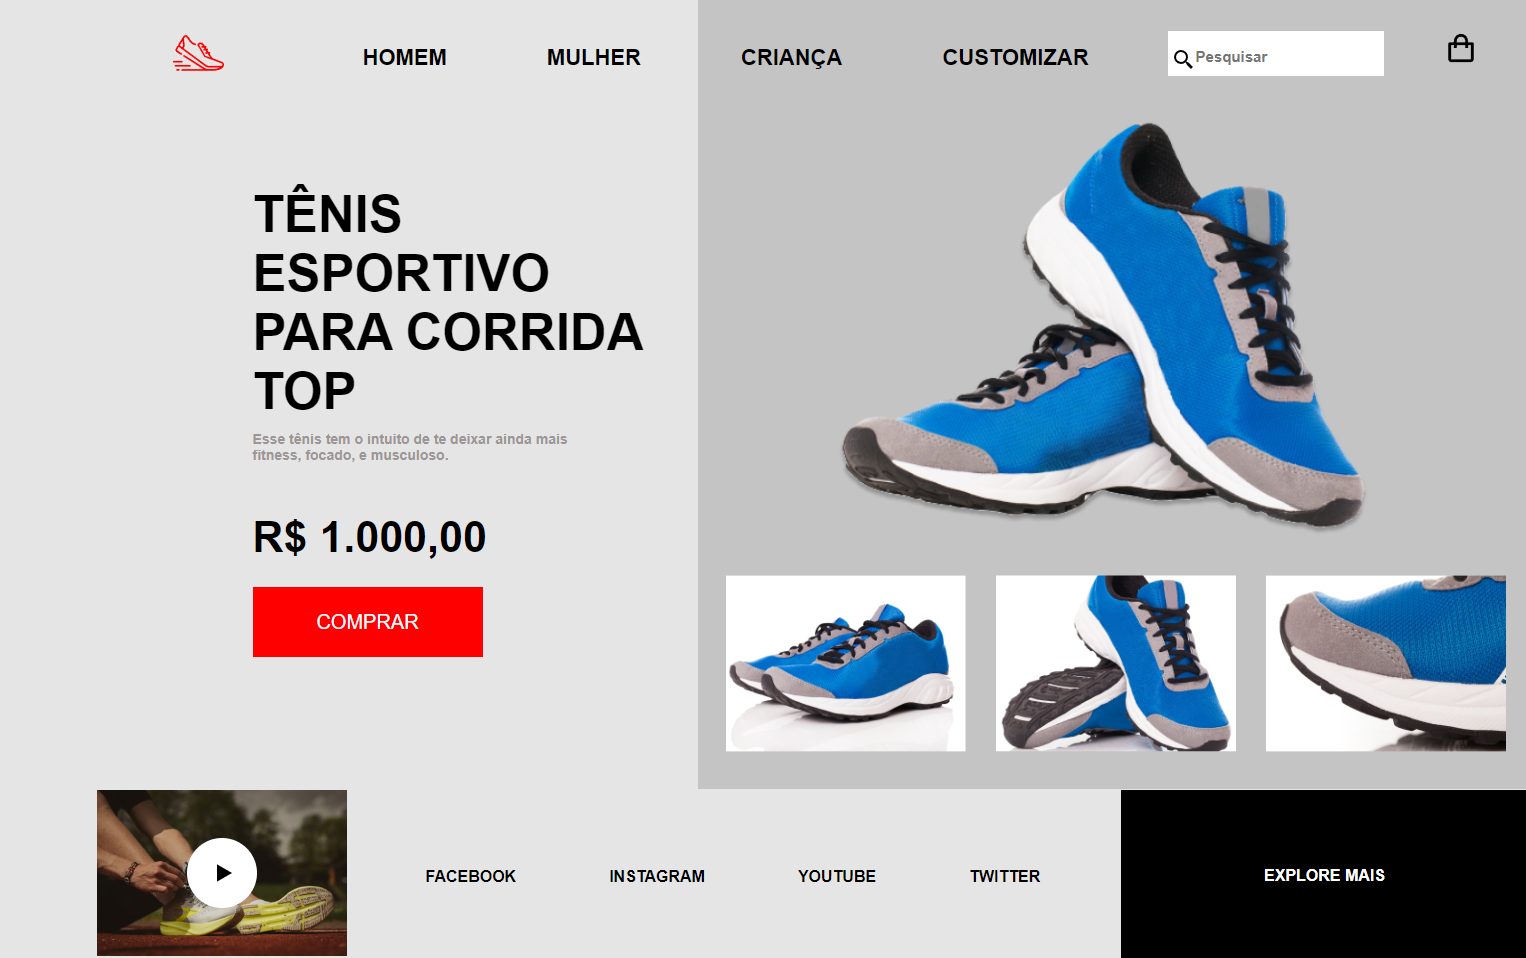 HOMEM
MULHER
CRIANÇA
CUSTOMIZAR
Pesquisar
TÊNIS
ESPORTIVO
PARA CORRIDA
TOP
Esse tênis tem o intuito de te deixar ainda mais
fitness, focado, e musculoso.
R$ 1.000,00
COMPRAR
FACEBOOK
INSTAGRAM
YOUTUBE
TWITTER
EXPLORE MAIS